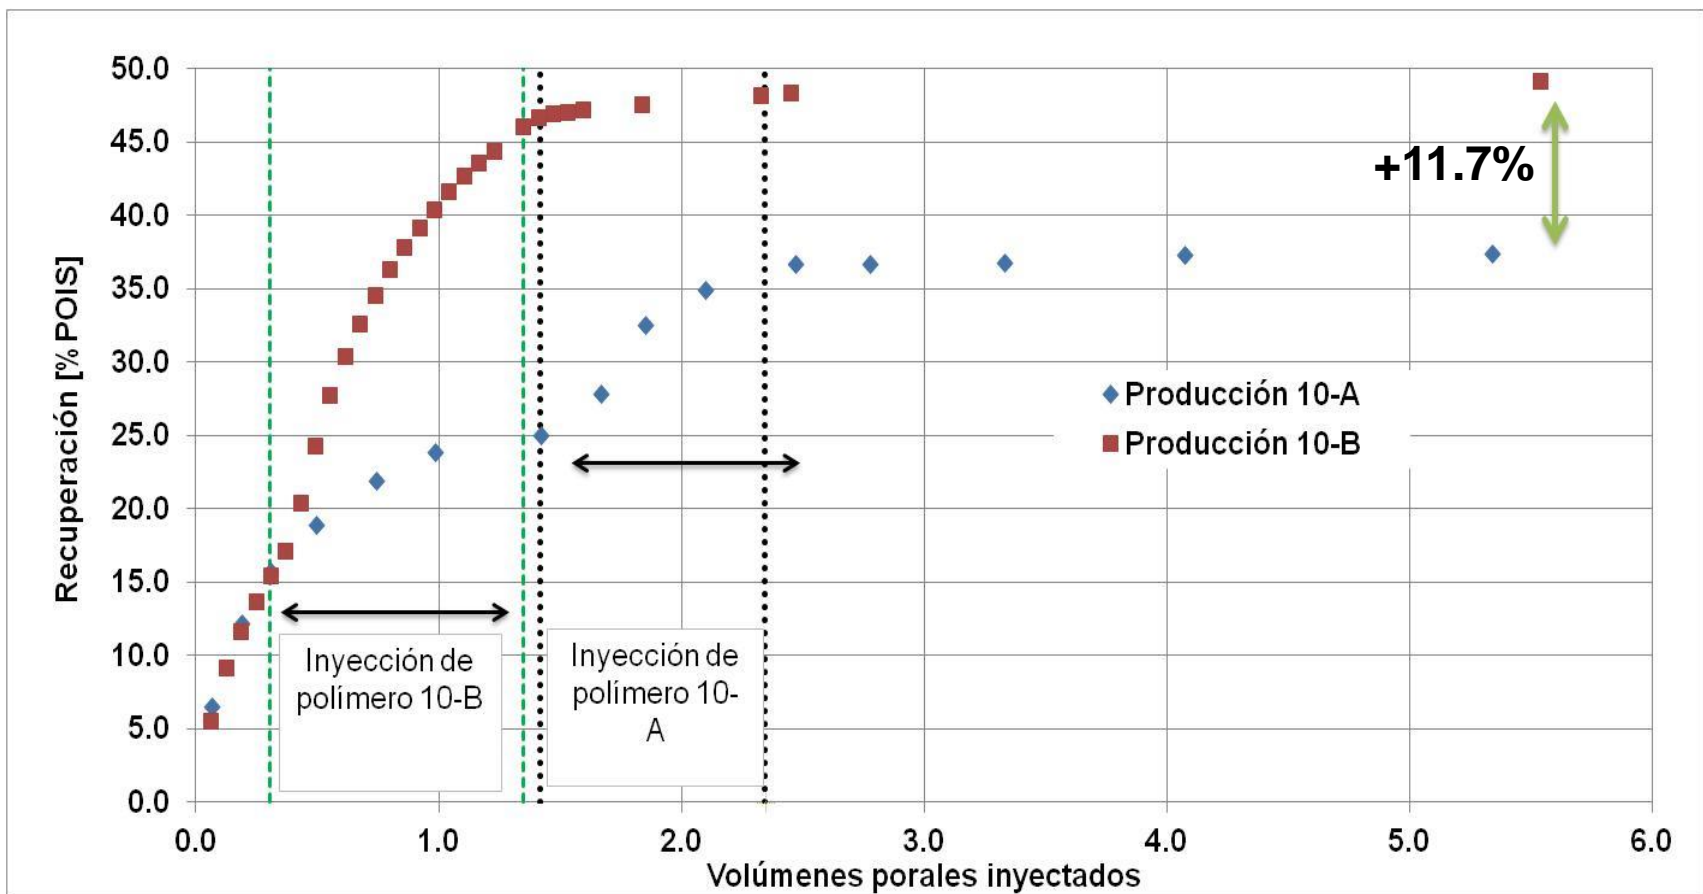 50.0
45.0
40.0
35.0
30.0
25.0
20.0
15.0
10.0
5.0
0.0
Recuperación [% POIS]
+11.7%
Producción 10-A
Producción 10-B
Inyección de
polímero 10-B
Inyección de
polímero 10-
A
0.0 1.0 2.0 3.0 4.0 5.0 6.0
Volúmenes porales inyectados